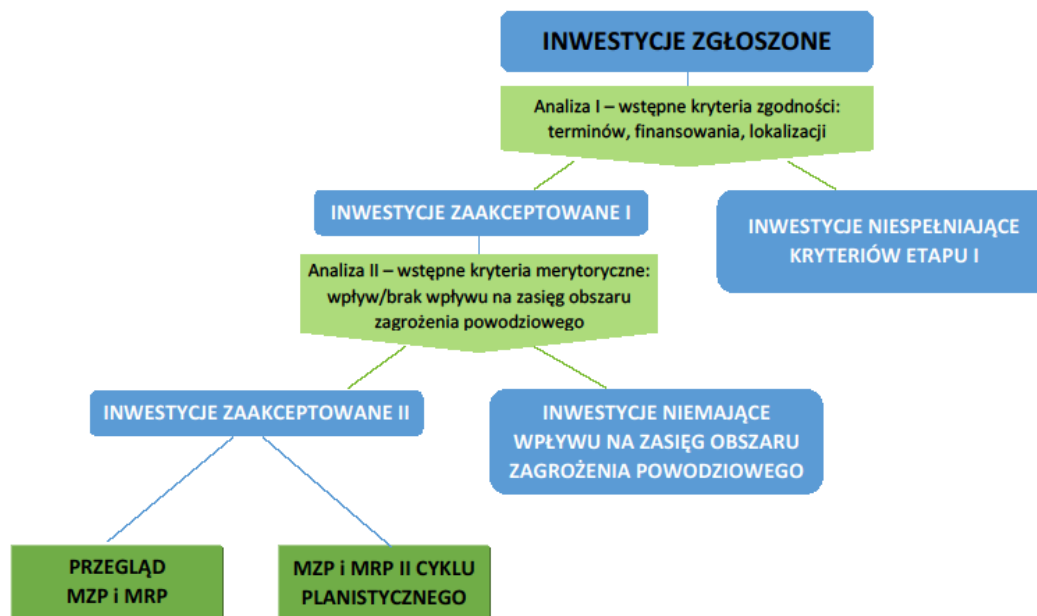 INWESTYCJE ZGŁOSZONE
Analiza I – wstępne kryteria zgodności:
terminów, finansowania, lokalizacji
INWESTYCJE ZAAKCEPTOWANE I
INWESTYCJE NIESPEŁNIAJĄCE
KRYTERIÓW ETAPU I
Analiza II – wstępne kryteria merytoryczne:
wpływ/brak wpływu na zasięg obszaru
zagrożenia powodziowego
INWESTYCJE ZAAKCEPTOWANE II
INWESTYCJE NIEMAJĄCE
WPŁYWU NA ZASIĘG OBSZARU
ZAGROŻENIA POWODZIOWEGO
PRZEGLĄD
MZP i MRP
MZP i MRP II CYKLU
PLANISTYCZNEGO